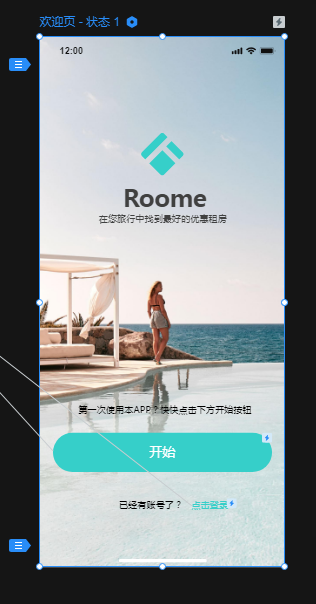 欢迎页 - 状态 1
12:00
Roome
在您旅行中找到最好的优惠租房
第一次使用本APP？快快点击下方开始按钮
开始
已经有账号了？ 点击登录